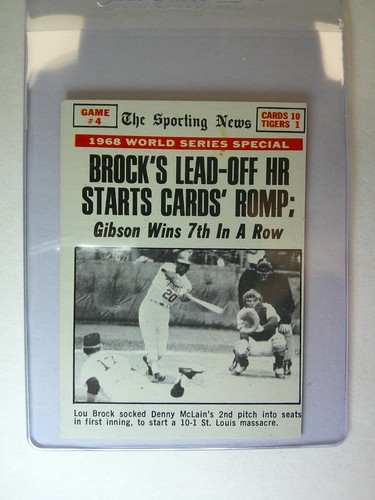 GAME
#4
The Sporting News
CARDS 10
TIGERS 1
1968 WORLD SERIES SPECIAL
BROCK'S LEAD-OFF HR
STARTS CARDS' ROMP;
Gibson Wins 7th In A Row
20
Lou Brock socked Denny McLain's 2nd pitch into seats
in first inning, to start a 10-1 St. Louis massacre.